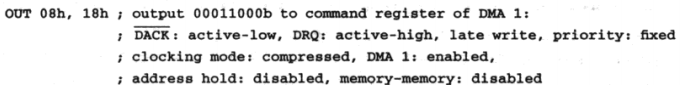 OUT 08h, 18h ; output 00011000b to command register of DMA 1:
; DACK: active-low, DRQ: active-high, late write, priority: fixed
; clocking mode: compressed, DMA 1: enabled,
; address hold: disabled, memory-memory: disabled